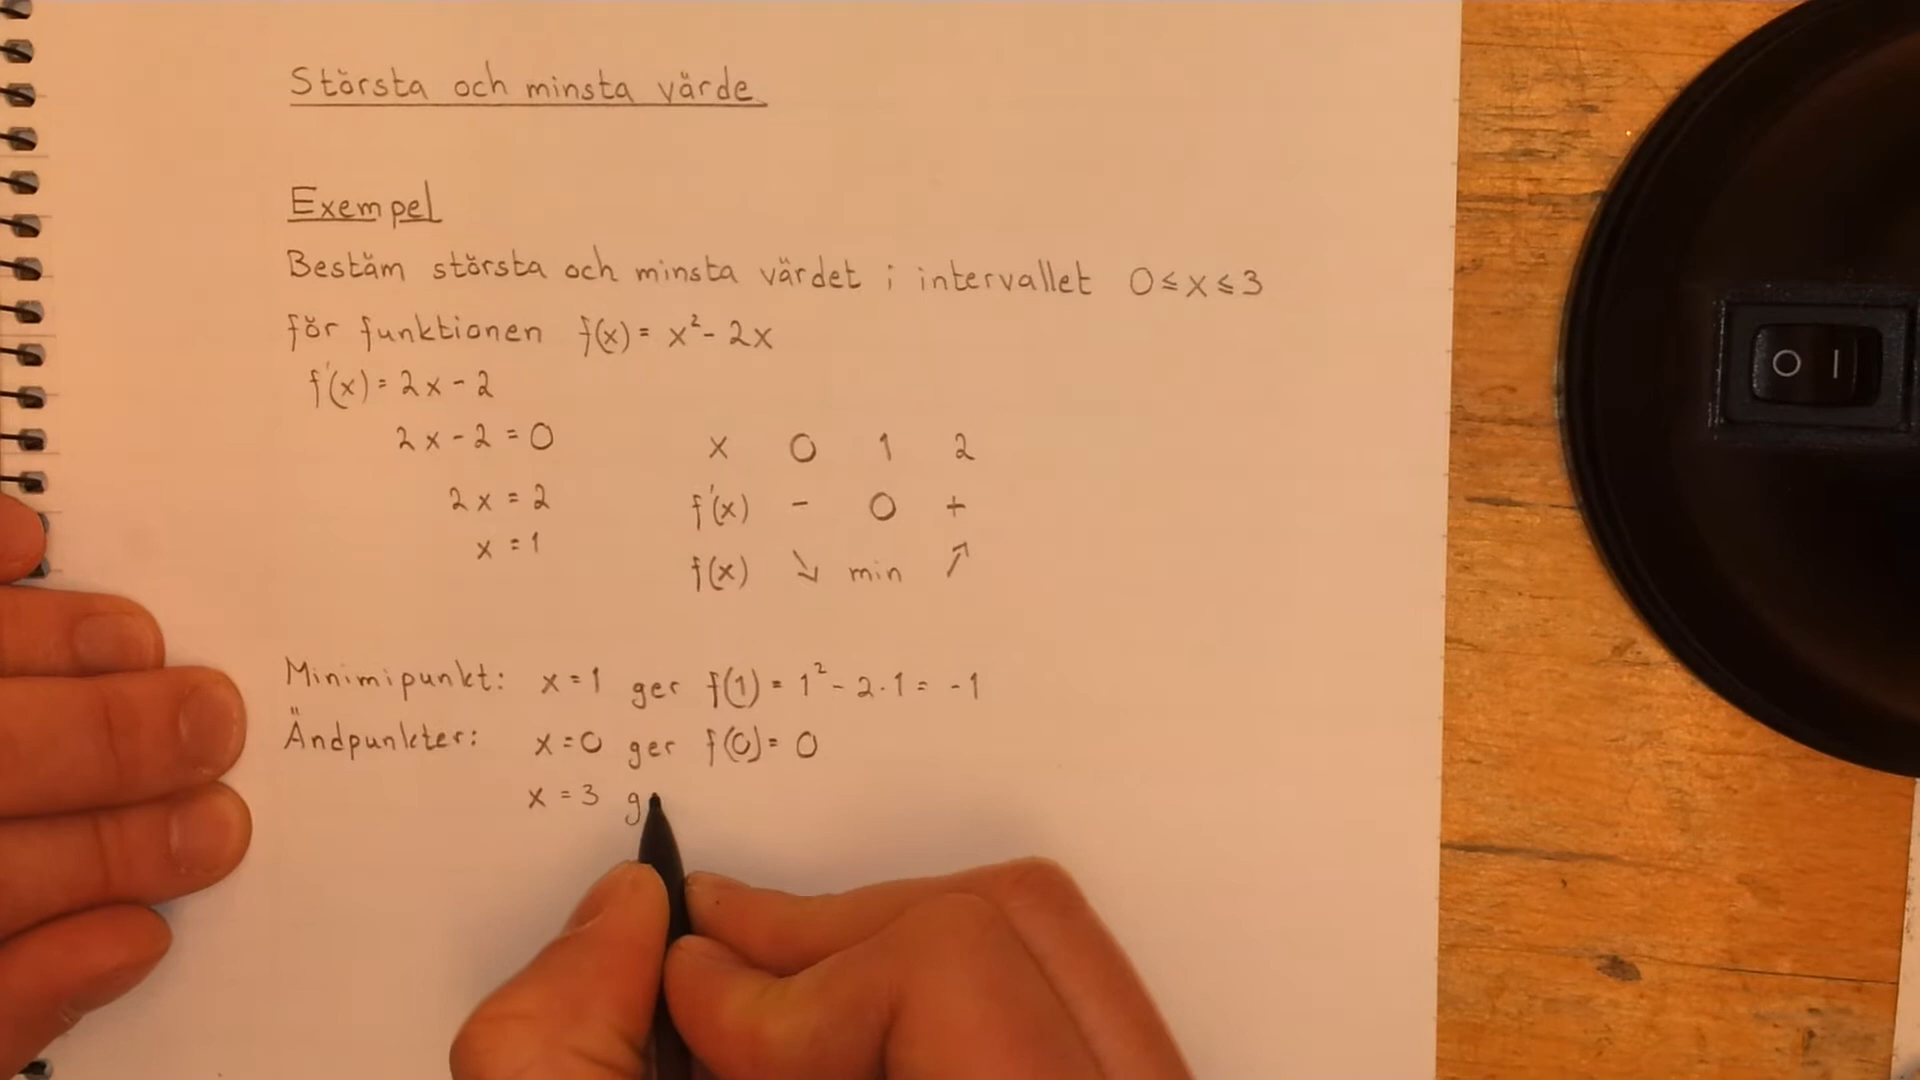 Största och minsta värde
Exempel
Bestäm största och minsta värdet i intervallet 0≤x≤3
för funktionen f(x) = x² - 2x
f'(x) = 2x - 2
2x - 2 = 0
2x = 2
x = 1
x 0 1 2
f'(x) - 0 +
f(x) ↘ min ↗
Minimipunkt: x = 1 ger f(1) = 1² - 2·1 = -1
Ändpunkter: x = 0 ger f(0) = 0
x = 3 g
O I